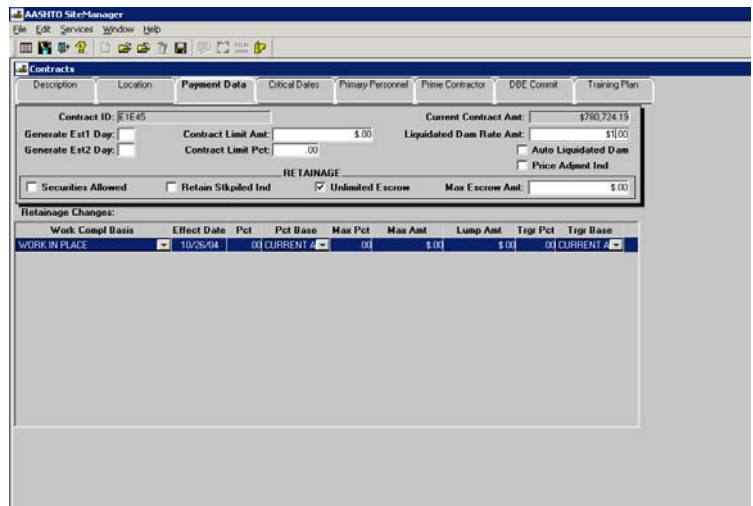 AASHTO SiteManager
File Edit Services Window Help
Contracts
Description Location Payment Data Critical Dates Primary Personnel Prime Contractor DBE Commit Training Plan
Contract ID: E1E45 Current Contract Amt: $780,724.19
Generate Est1 Day: Contract Limit Amt: $.00 Liquidated Dam Rate Amt: $1.00
Generate Est2 Day: Contract Limit Pct: .00 Auto Liquidated Dam
Price Adjmnt Ind
RETAINAGE
Securities Allowed Retain Stkpiled Ind Unlimited Escrow Max Escrow Amt: $.00
Retainage Changes:
Work Compl Basis Effect Date Pct Pct Base Max Pct Max Amt Lump Amt Trgr Pct Trgr Base
WORK IN PLACE 10/26/04 .00 CURRENT A .00 $.00 $.00 .00 CURRENT A